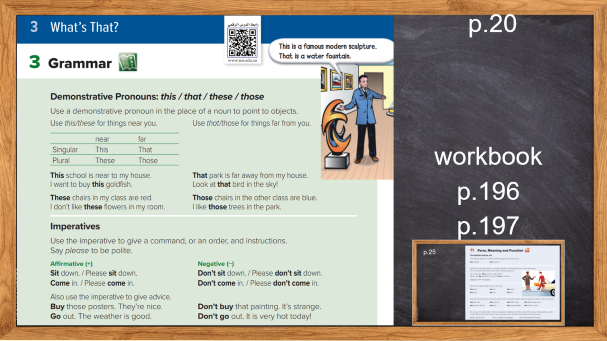 3 What's That?
3 Grammar
This is a famous modern sculpture.
That is a water fountain.
Demonstrative Pronouns: this / that / these / those
Use a demonstrative pronoun in the place of a noun to point to objects.
Use this/these for things near you.
Use that/those for things far from you.
near far
Singular This That
Plural These Those
This school is near to my house.
I want to buy this goldfish.
These chairs in my class are red.
I don't like these flowers in my room.
That park is far away from my house.
Look at that bird in the sky!
Those chairs in the other class are blue.
I like those trees in the park.
Imperatives
Use the imperative to give a command, or an order, and instructions.
Say please to be polite.
Affirmative (+)
Sit down. / Please sit down.
Come in. / Please come in.
Negative (–)
Don't sit down. / Please don't sit down.
Don't come in. / Please don't come in.
Also use the imperative to give advice.
Buy those posters. They're nice.
Go out. The weather is good.
Don't buy that painting. It's strange.
Don't go out. It is very hot today!
p.20
workbook
p.196
p.197
p.25
11 Form, Meaning and Function